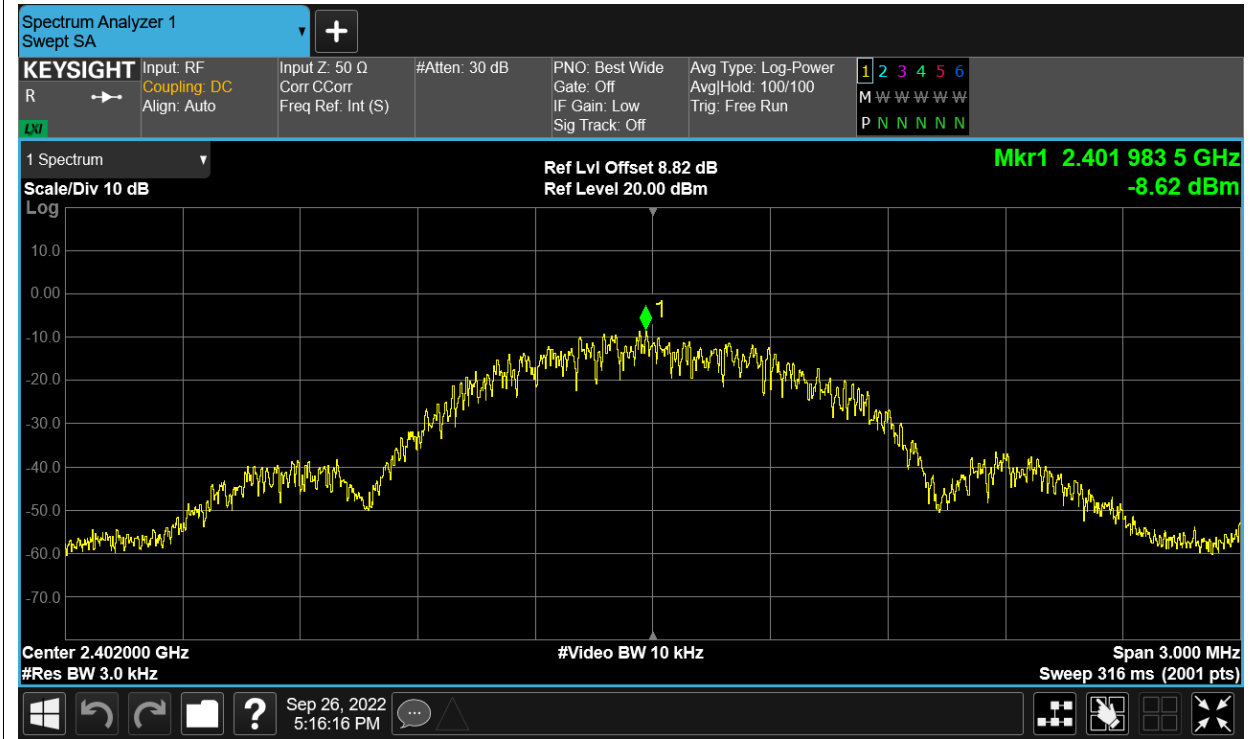 Spectrum Analyzer 1
Swept SA
KEYSIGHT
R
LXI
Input: RF
Coupling: DC
Align: Auto
Input Z: 50 Ω
Corr CCorr
Freq Ref: Int (S)
#Atten: 30 dB
PNO: Best Wide
Gate: Off
IF Gain: Low
Sig Track: Off
Avg Type: Log-Power
Avg|Hold: 100/100
Trig: Free Run
1 2 3 4 5 6
M W W W W W
P N N N N N
1 Spectrum
Scale/Div 10 dB
Log
Ref Lvl Offset 8.82 dB
Ref Level 20.00 dBm
Mkr1 2.401 983 5 GHz
-8.62 dBm
10.0
0.00
-10.0
-20.0
-30.0
-40.0
-50.0
-60.0
-70.0
1
Center 2.402000 GHz
#Res BW 3.0 kHz
#Video BW 10 kHz
Span 3.000 MHz
Sweep 316 ms (2001 pts)
?
Sep 26, 2022
5:16:16 PM